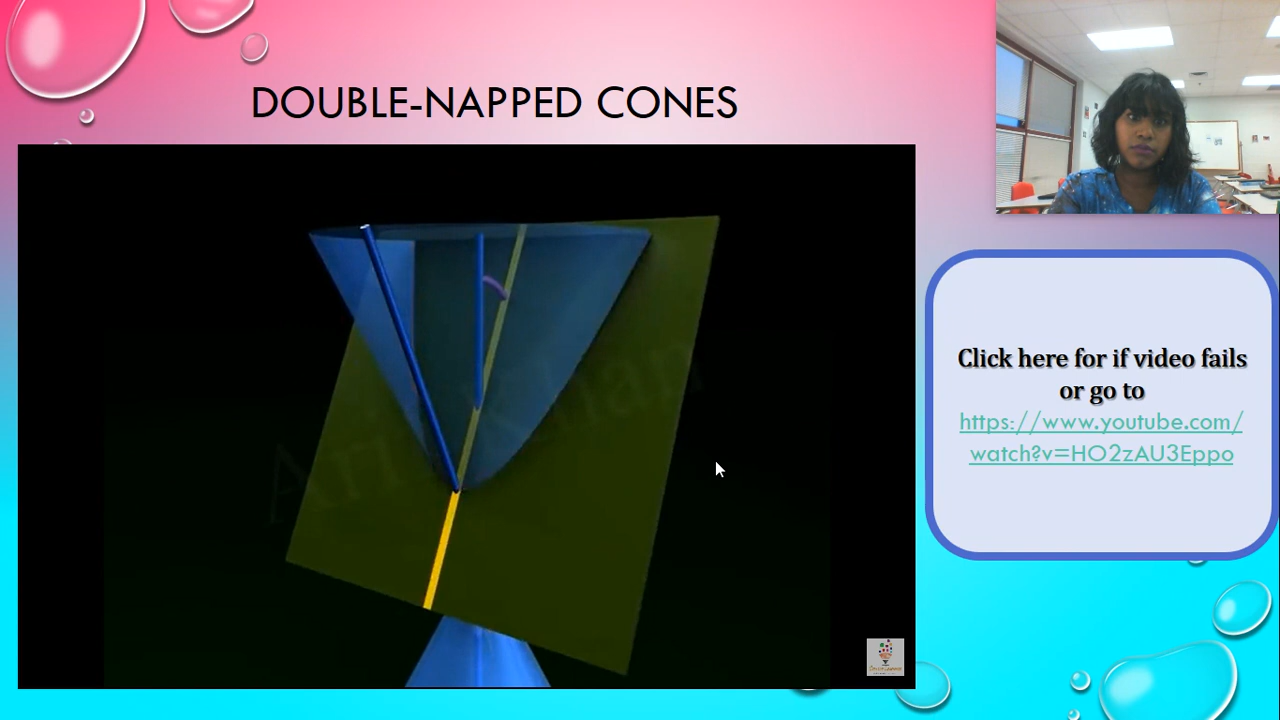 DOUBLE-NAPPED CONES
Click here for if video fails
or go to
https://www.youtube.com/
watch?v=HO2zAU3Eppo